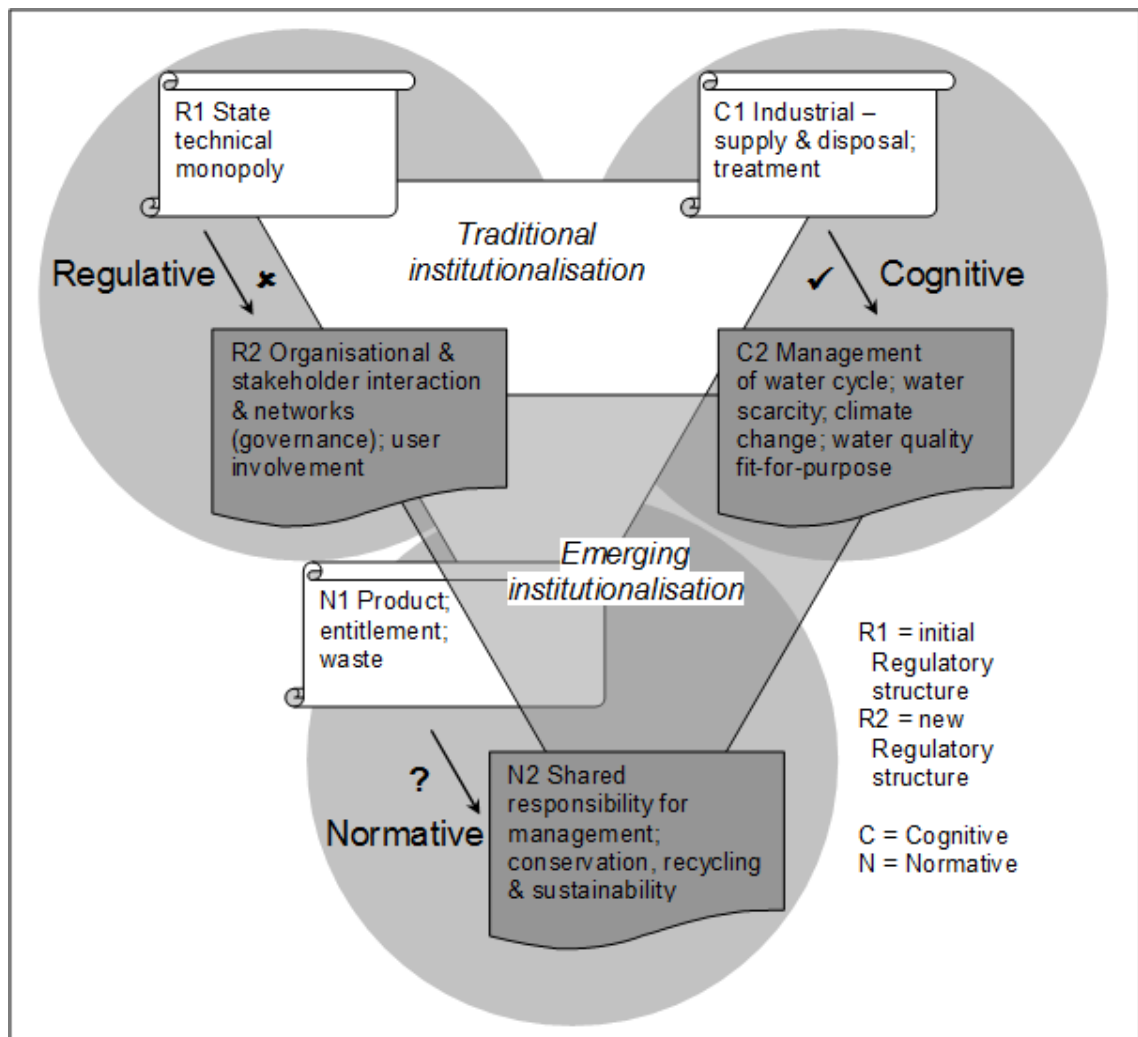 R1 State
technical
monopoly
C1 Industrial –
supply & disposal;
treatment
Traditional
institutionalisation
Regulative
✘
✓
Cognitive
R2 Organisational &
stakeholder interaction
& networks
(governance); user
involvement
C2 Management
of water cycle; water
scarcity; climate
change; water quality
fit-for-purpose
Emerging
institutionalisation
N1 Product;
entitlement;
waste
R1 = initial
Regulatory
structure
R2 = new
Regulatory
structure
C = Cognitive
N = Normative
?
Normative
N2 Shared
responsibility for
management;
conservation, recycling
& sustainability